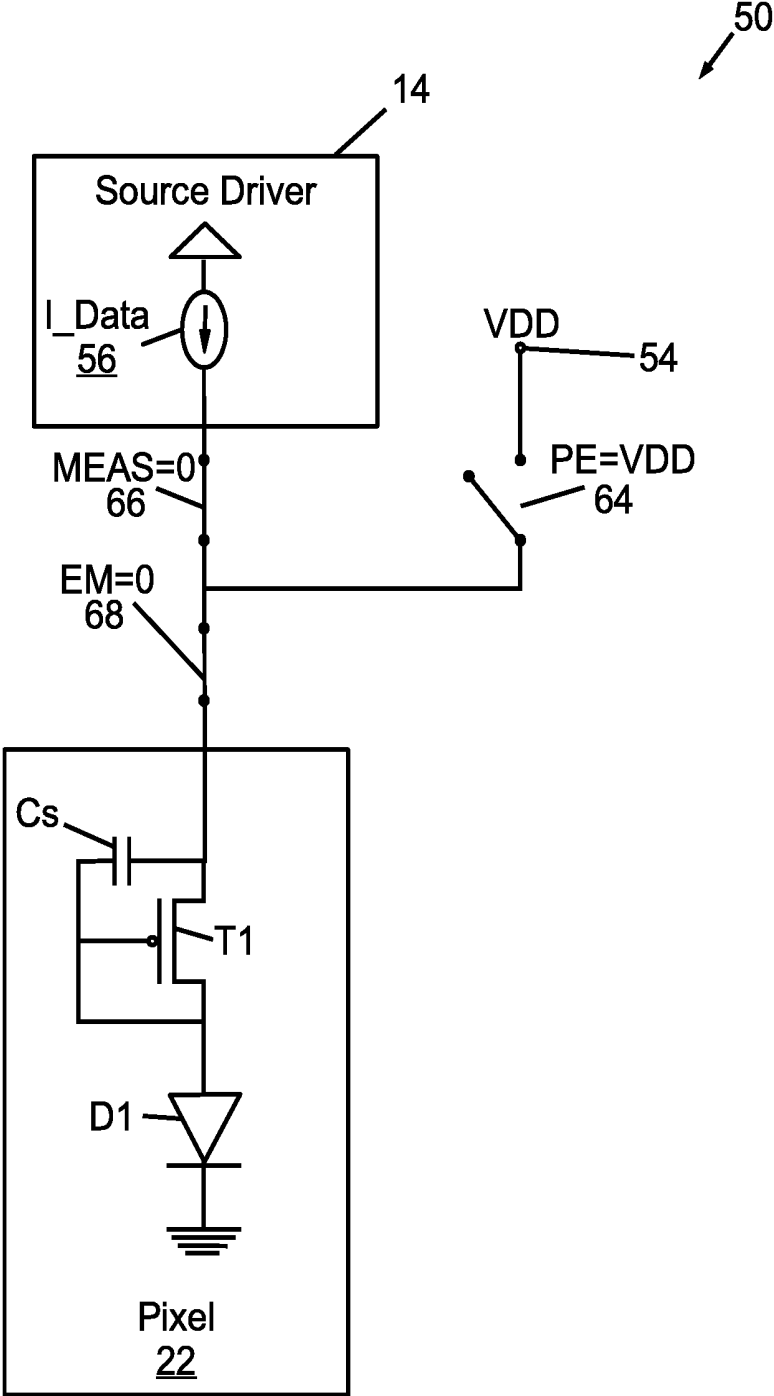 50
14
Source Driver
I_Data
56
VDD
54
MEAS=0
66
PE=VDD
64
EM=0
68
Cs
T1
D1
Pixel
22